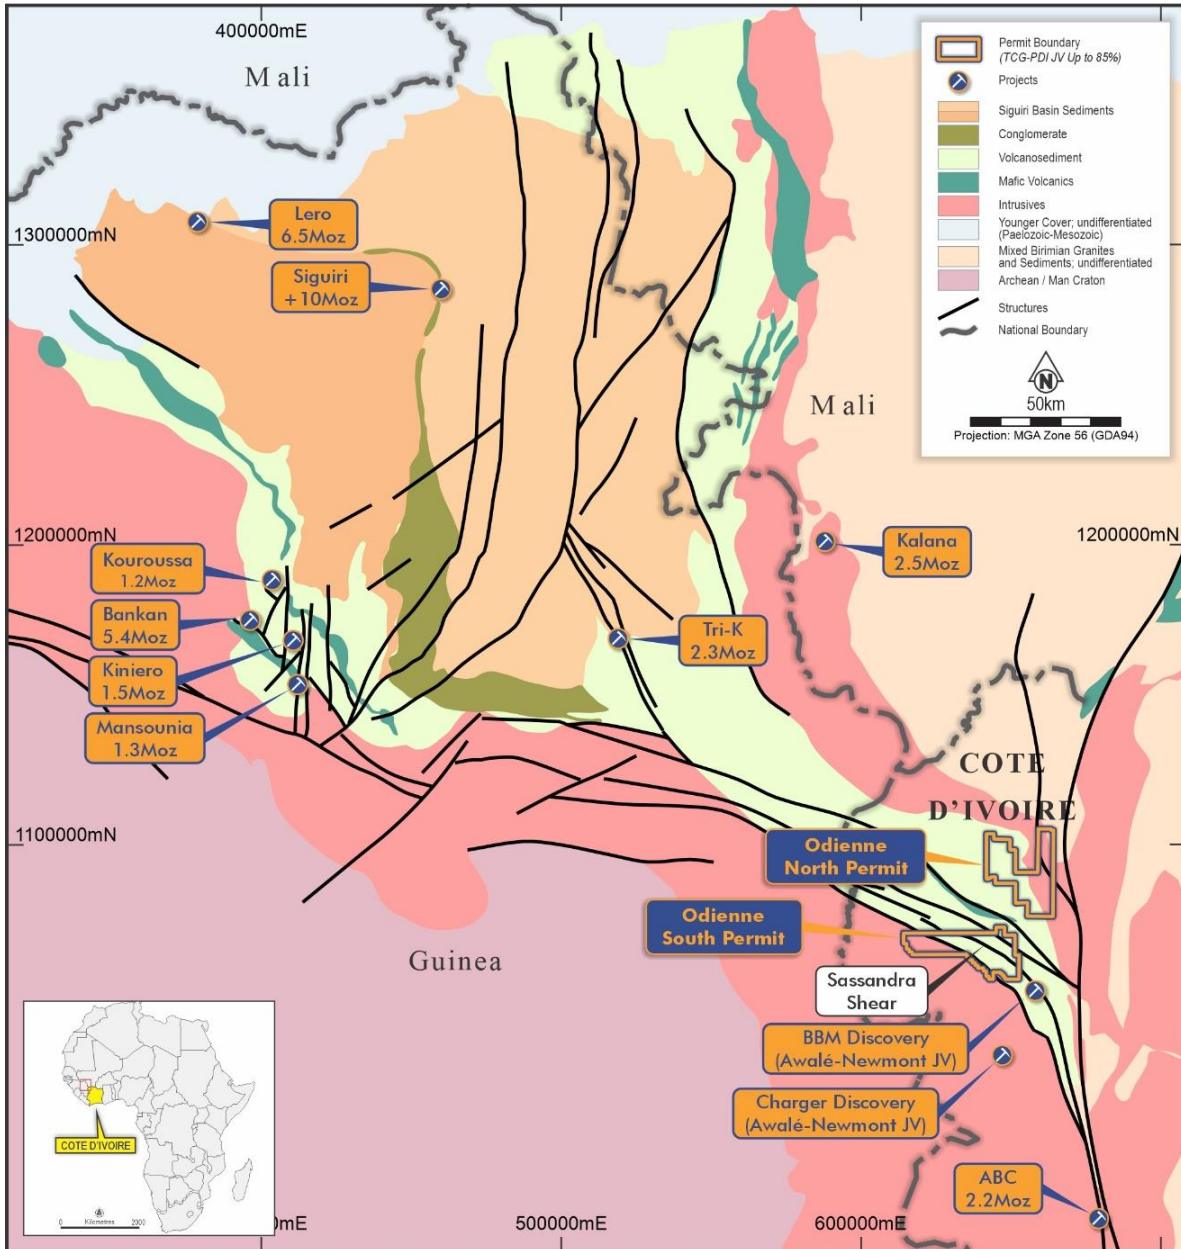 400000mE
Mali
Permit Boundary
(TCG-PDI JV Up to 85%)
Projects
Siguiri Basin Sediments
Conglomerate
Volcanosediment
Mafic Volcanics
Intrusives
Younger Cover; undifferentiated
(Paelozoic-Mesozoic)
Mixed Birimian Granites
and Sediments; undifferentiated
Archean / Man Craton
Structures
National Boundary
N
50km
Projection: MGA Zone 56 (GDA94)
Lero
6.5Moz
1300000mN
Siguiri
+10Moz
Mali
1200000mN
Kouroussa
1.2Moz
Bankan
5.4Moz
Kiniero
1.5Moz
Mansounia
1.3Moz
Tri-K
2.3Moz
Kalana
2.5Moz
1200000mN
COTE
D'IVOIRE
1100000mN
Odienne
North Permit
Odienne
South Permit
Guinea
Sassandra
Shear
BBM Discovery
(Awalé-Newmont JV)
Charger Discovery
(Awalé-Newmont JV)
ABC
2.2Moz
COTE D'IVOIRE
0 Kilometres 2000
0mE
500000mE
600000mE